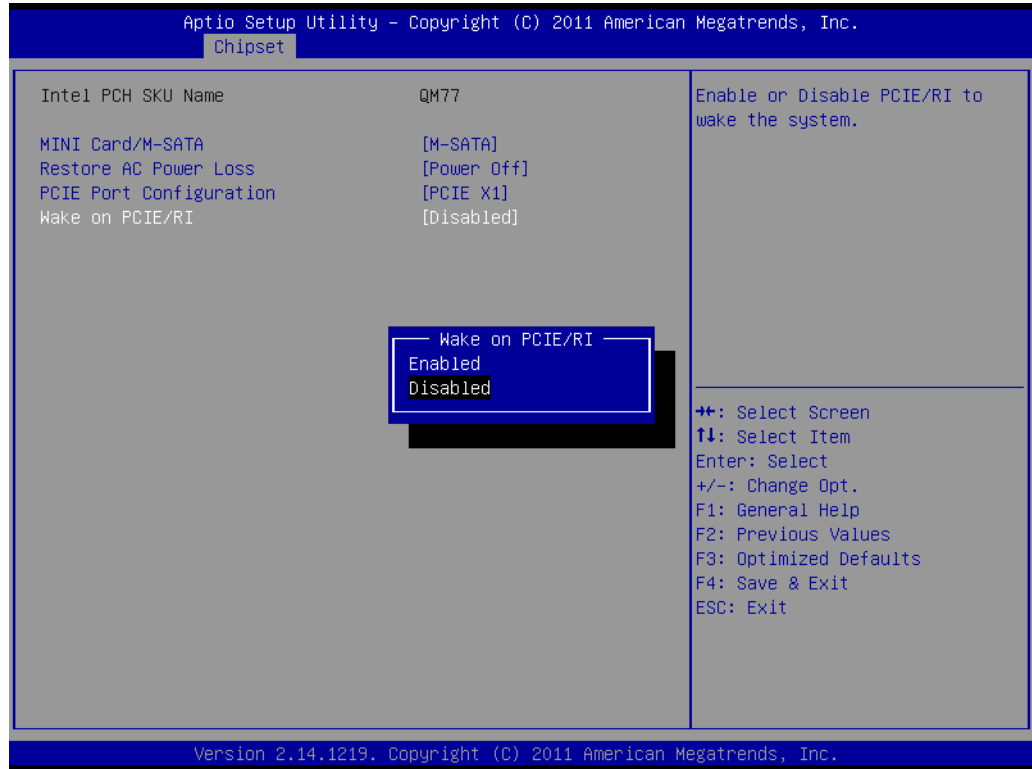 Aptio Setup Utility – Copyright (C) 2011 American Megatrends, Inc.
Chipset
Intel PCH SKU Name QM77
MINI Card/M-SATA [M-SATA]
Restore AC Power Loss [Power Off]
PCIE Port Configuration [PCIE X1]
Wake on PCIE/RI [Disabled]
Wake on PCIE/RI
Enabled
Disabled
Enable or Disable PCIE/RI to
wake the system.
→←: Select Screen
↑↓: Select Item
Enter: Select
+/-: Change Opt.
F1: General Help
F2: Previous Values
F3: Optimized Defaults
F4: Save & Exit
ESC: Exit
Version 2.14.1219. Copyright (C) 2011 American Megatrends, Inc.